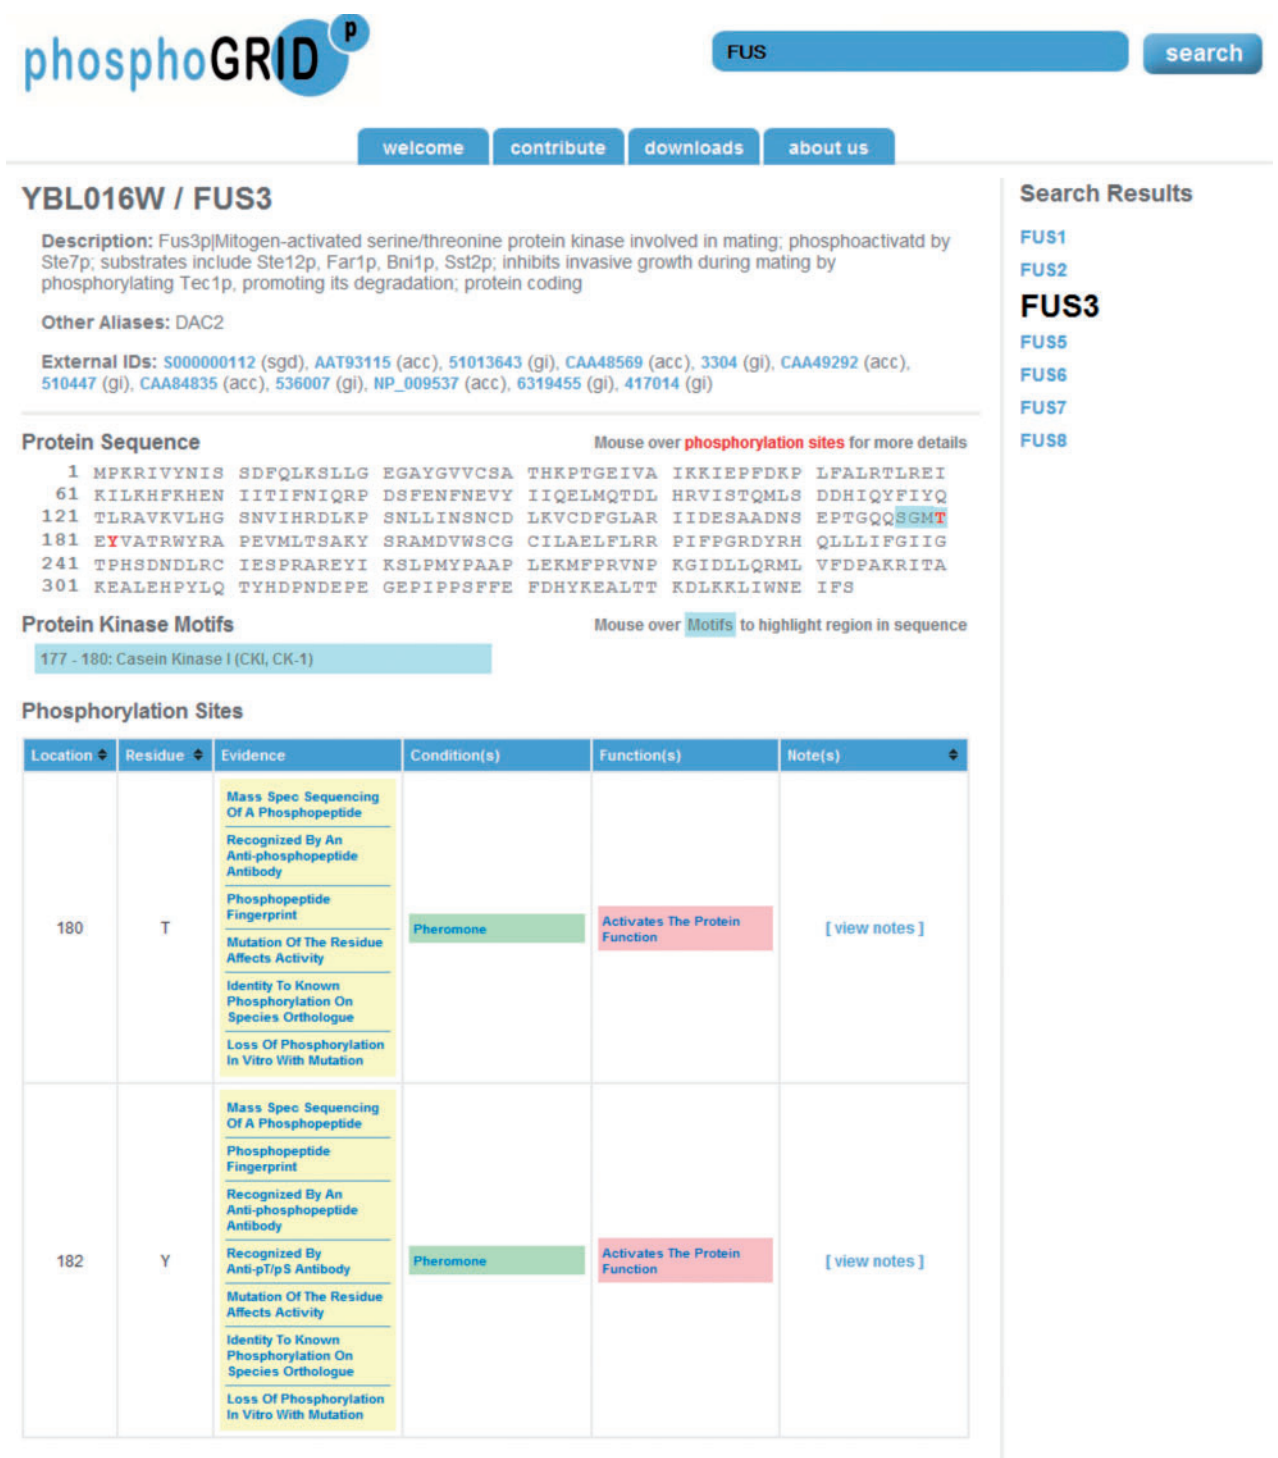 phosphoGRID p
FUS
search
welcome contribute downloads about us
YBL016W / FUS3
Description: Fus3p|Mitogen-activated serine/threonine protein kinase involved in mating; phosphoactivatd by
Ste7p; substrates include Ste12p, Far1p, Bni1p, Sst2p; inhibits invasive growth during mating by
phosphorylating Tec1p, promoting its degradation; protein coding
Other Aliases: DAC2
External IDs: S000000112 (sgd), AAT93115 (acc), 51013643 (gi), CAA48569 (acc), 3304 (gi), CAA49292 (acc),
510447 (gi), CAA84835 (acc), 536007 (gi), NP_009537 (acc), 6319455 (gi), 417014 (gi)
Search Results
FUS1
FUS2
FUS3
FUS5
FUS6
FUS7
FUS8
Protein Sequence
Mouse over phosphorylation sites for more details
1 MPKRIVYNIS SDFQLKSLLG EGAYGVVCSA THKPTGEIVA IKKIEPFDKP LFALRTLREI
61 KILKHFKHEN IITIFNIQRP DSFENFNEVY IIQELMQTDL HRVISTQMLS DDHIQYFIYQ
121 TLRAVKVLHG SNVIHRDLKP SNLLINSNCD LKVCDFGLAR IIDESAADNS EPTGQQSGMT
181 EYVATRWYRA PEVMLTSAKY SRAMDVWSCG CILAELFLRR PIFPGRDYRH QLLLIFGIIG
241 TPHSDNDLRC IESPRAREYI KSLPMYPAAP LEKMFPRVNP KGIDLLQRML VFDPAKRITA
301 KEALEHPYLQ TYHDPNDEPE GEPIPPSFFE FDHYKEALTT KDLKKLIWNE IFS
Protein Kinase Motifs
Mouse over Motifs to highlight region in sequence
177 - 180: Casein Kinase I (CKI, CK-1)
Phosphorylation Sites
Location Residue Evidence Condition(s) Function(s) Note(s)
180
T
Mass Spec Sequencing
Of A Phosphopeptide
Recognized By An
Anti-phosphopeptide
Antibody
Phosphopeptide
Fingerprint
Mutation Of The Residue
Affects Activity
Identity To Known
Phosphorylation On
Species Orthologue
Loss Of Phosphorylation
In Vitro With Mutation
Pheromone
Activates The Protein
Function
[ view notes ]
182
Y
Mass Spec Sequencing
Of A Phosphopeptide
Phosphopeptide
Fingerprint
Recognized By An
Anti-phosphopeptide
Antibody
Recognized By
Anti-pT/pS Antibody
Mutation Of The Residue
Affects Activity
Identity To Known
Phosphorylation On
Species Orthologue
Loss Of Phosphorylation
In Vitro With Mutation
Pheromone
Activates The Protein
Function
[ view notes ]